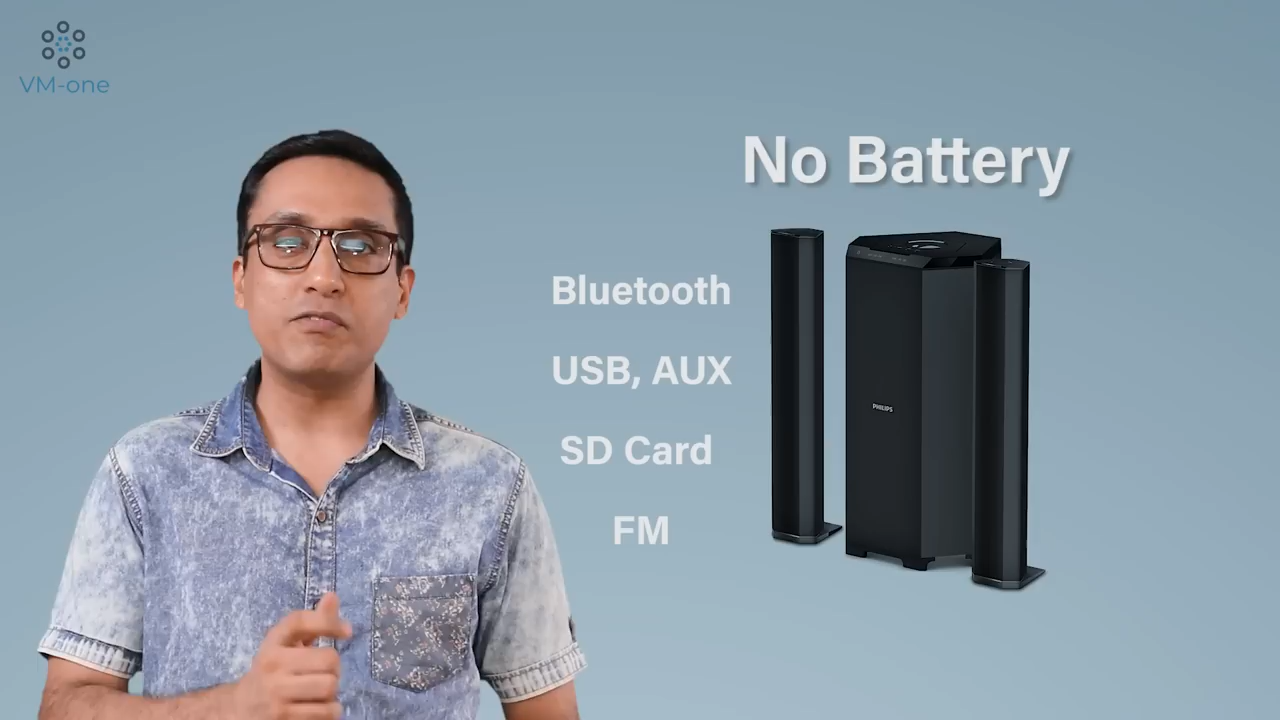 VM-one
No Battery
Bluetooth
USB, AUX
SD Card
FM
PHILIPS